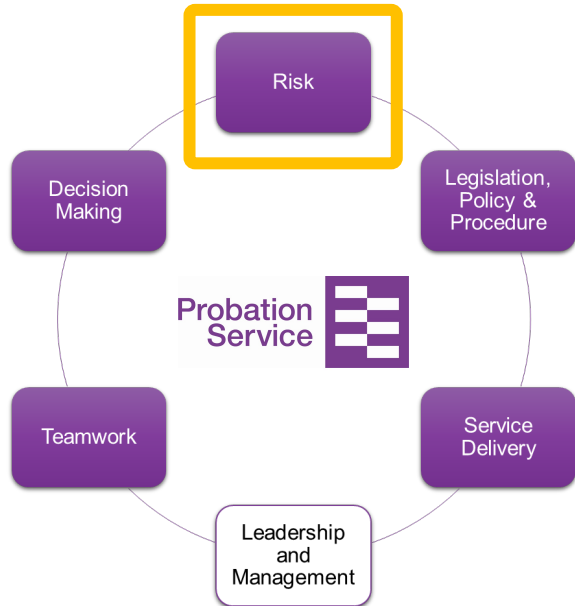 Risk
Legislation,
Policy &
Procedure
Service
Delivery
Leadership
and
Management
Teamwork
Decision
Making
Probation
Service